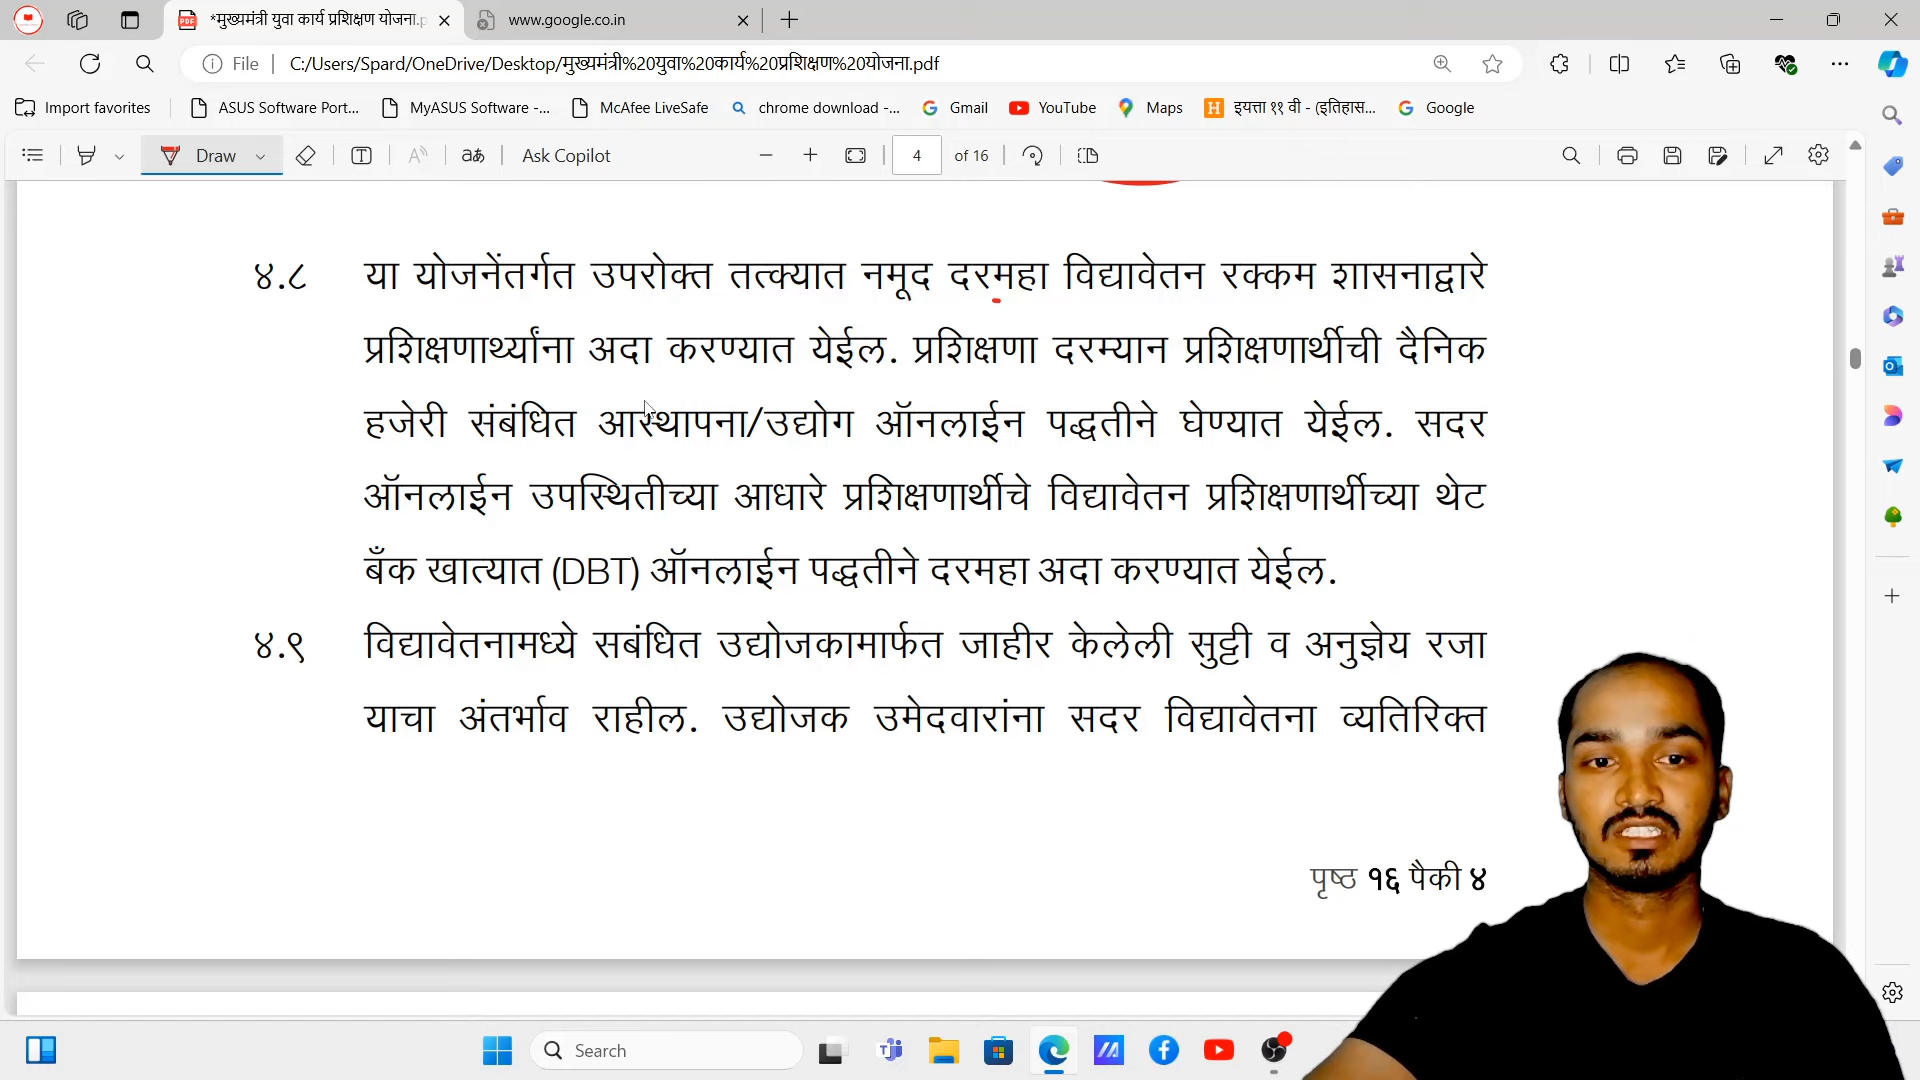 *मुख्यमंत्री युवा कार्य प्रशिक्षण योजना.p
www.google.co.in
File
C:/Users/Spard/OneDrive/Desktop/मुख्यमंत्री%20युवा%20कार्य%20प्रशिक्षण%20योजना.pdf
Import favorites
ASUS Software Port...
MyASUS Software -...
McAfee LiveSafe
chrome download -...
Gmail
YouTube
Maps
इयत्ता ११ वी - (इतिहास...
Google
Draw
Ask Copilot
4 of 16
४.८ या योजनेंतर्गत उपरोक्त तत्क्यात नमूद दरमहा विद्यावेतन रक्कम शासनाद्वारे
प्रशिक्षणार्थ्यांना अदा करण्यात येईल. प्रशिक्षणा दरम्यान प्रशिक्षणार्थीची दैनिक
हजेरी संबंधित आस्थापना/उद्योग ऑनलाईन पद्धतीने घेण्यात येईल. सदर
ऑनलाईन उपस्थितीच्या आधारे प्रशिक्षणार्थीचे विद्यावेतन प्रशिक्षणार्थीच्या थेट
बँक खात्यात (DBT) ऑनलाईन पद्धतीने दरमहा अदा करण्यात येईल.
४.९ विद्यावेतनामध्ये सबंधित उद्योजकामार्फत जाहीर केलेली सुट्टी व अनुज्ञेय रजा
याचा अंतर्भाव राहील. उद्योजक उमेदवारांना सदर विद्यावेतना व्यतिरिक्त
पृष्ठ १६ पैकी ४
Search